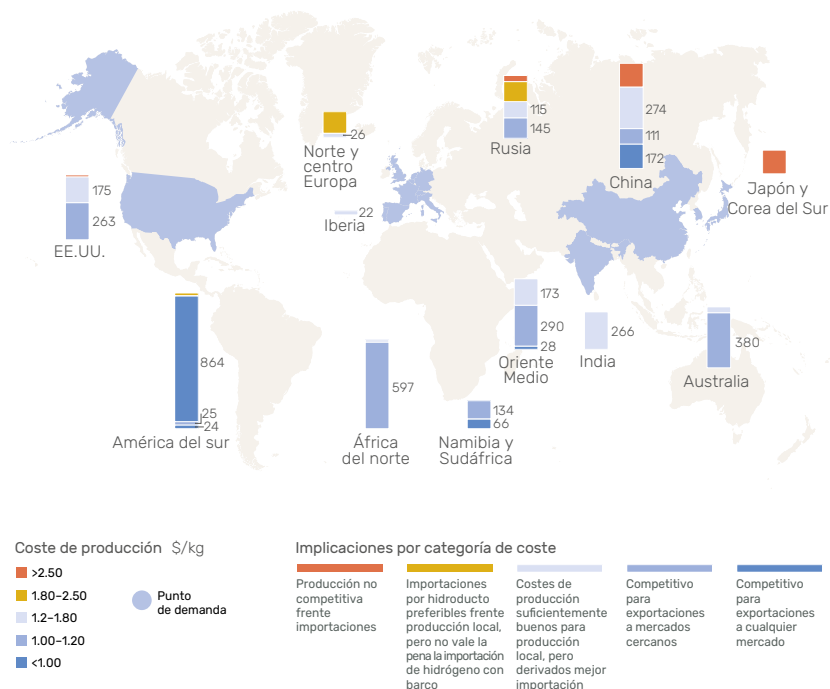 115
145
Rusia
274
111
172
China
26
Norte y
centro
Europa
Japón y
Corea del Sur
175
263
EE.UU.
22
Iberia
173
290
28
Oriente
Medio
266
India
380
Australia
864
25
24
América del sur
597
África
del norte
134
66
Namibia y
Sudáfrica
Coste de producción $/kg
>2.50
1.80–2.50
1.2–1.80
1.00–1.20
<1.00
Punto
de demanda
Implicaciones por categoría de coste
Producción no
competitiva
frente
importaciones
Importaciones
por hidroducto
preferibles frente
producción local,
pero no vale la
pena la importación
de hidrógeno con
barco
Costes de
producción
suficientemente
buenos para
producción
local, pero
derivados mejor
importación
Competitivo
para
exportaciones
a mercados
cercanos
Competitivo
para
exportaciones
a cualquier
mercado